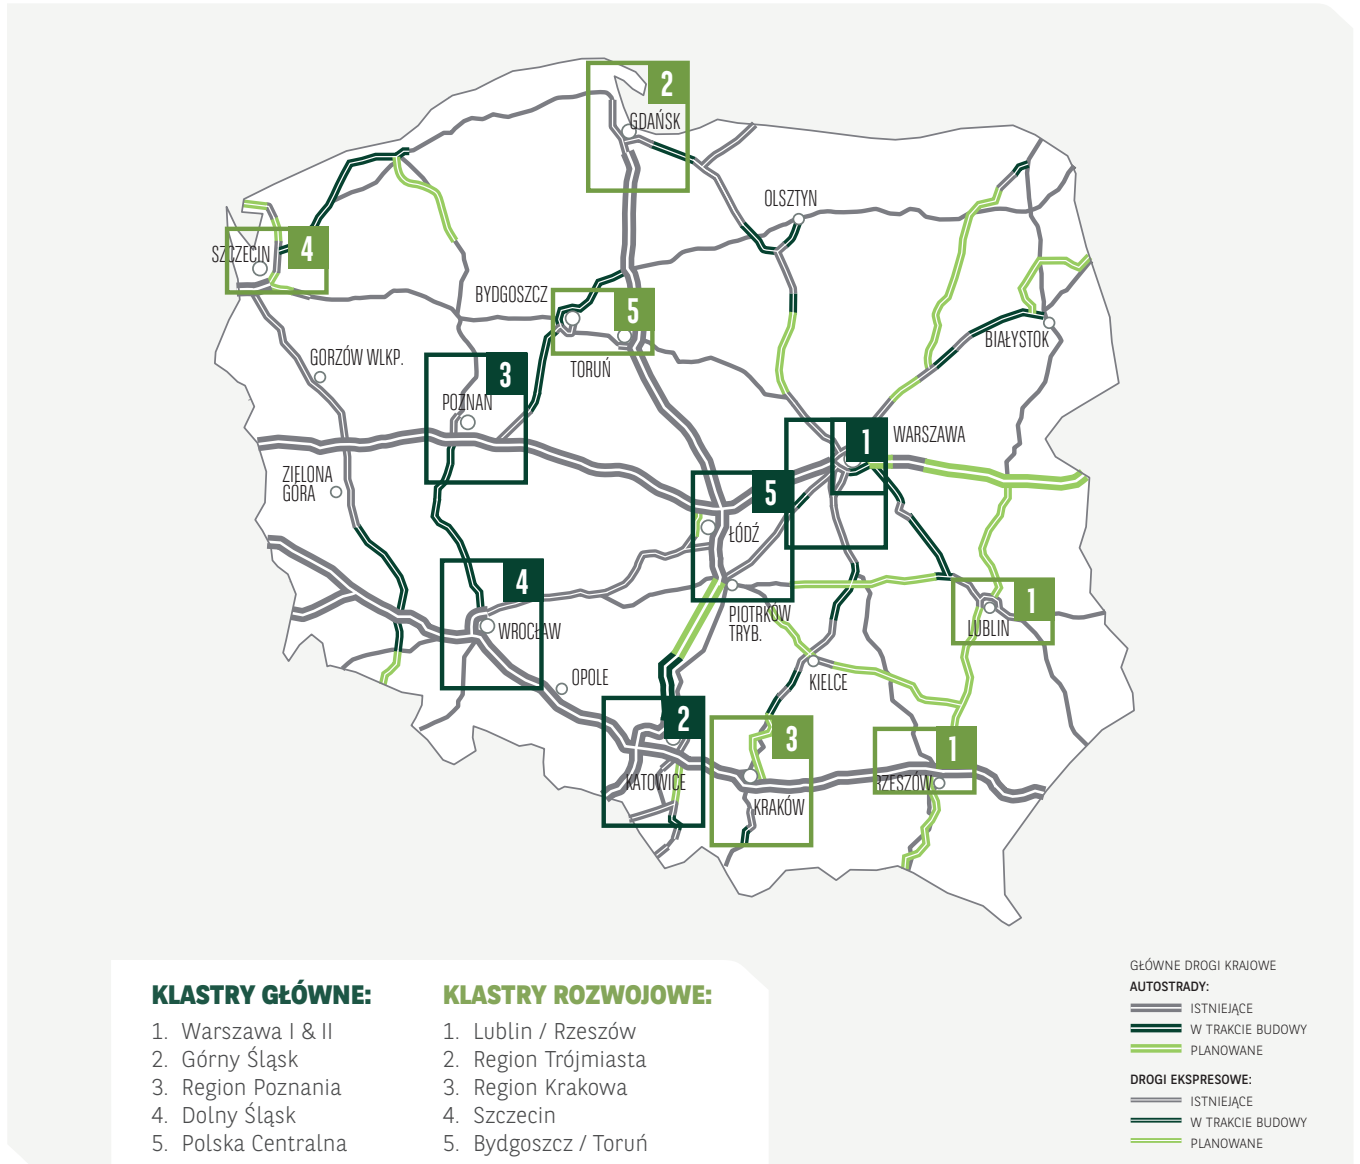 2
GDAŃSK
OLSZTYN
SZCZECIN
4
BYDGOSZCZ
5
TORUŃ
BIAŁYSTOK
GORZÓW WLKP.
3
POZNAŃ
1
WARSZAWA
ZIELONA
GÓRA
5
ŁÓDŹ
4
WROCŁAW
PIOTRKÓW
TRYB.
1
LUBLIN
OPOLE
KIELCE
2
KATOWICE
3
KRAKÓW
1
RZESZÓW
KLASTRY GŁÓWNE:
1. Warszawa I & II
2. Górny Śląsk
3. Region Poznania
4. Dolny Śląsk
5. Polska Centralna
KLASTRY ROZWOJOWE:
1. Lublin / Rzeszów
2. Region Trójmiasta
3. Region Krakowa
4. Szczecin
5. Bydgoszcz / Toruń
GŁÓWNE DROGI KRAJOWE
AUTOSTRADY:
ISTNIEJĄCE
W TRAKCIE BUDOWY
PLANOWANE
DROGI EKSPRESOWE:
ISTNIEJĄCE
W TRAKCIE BUDOWY
PLANOWANE